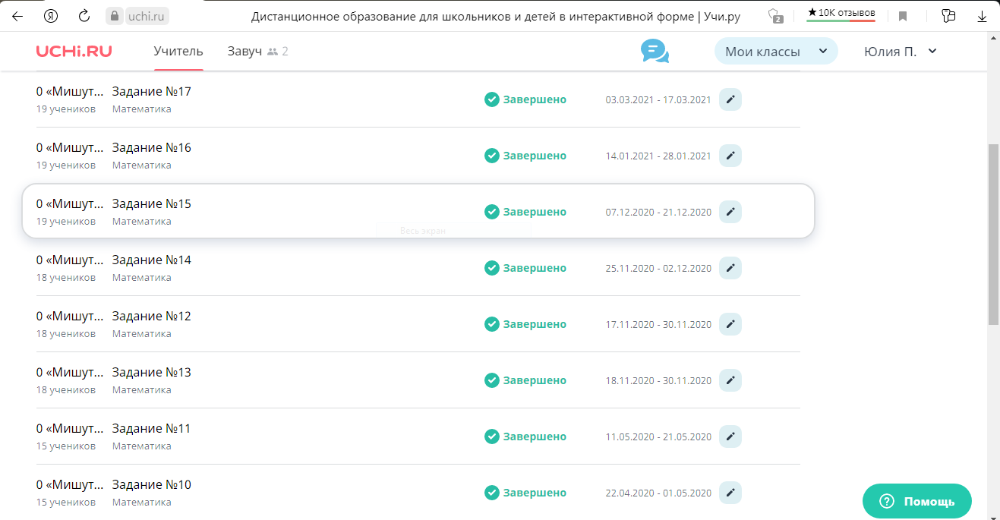 uchi.ru
Дистанционное образование для школьников и детей в интерактивной форме | Учи.ру
2
★ 10K отзывов
UCHi.RU
Учитель
Завуч 2
Мои классы
Юлия П.
0 «Мишут... Задание №17
19 учеников Математика
Завершено
03.03.2021 - 17.03.2021
0 «Мишут... Задание №16
19 учеников Математика
Завершено
14.01.2021 - 28.01.2021
0 «Мишут... Задание №15
19 учеников Математика
Завершено
07.12.2020 - 21.12.2020
Весь экран
0 «Мишут... Задание №14
18 учеников Математика
Завершено
25.11.2020 - 02.12.2020
0 «Мишут... Задание №12
18 учеников Математика
Завершено
17.11.2020 - 30.11.2020
0 «Мишут... Задание №13
18 учеников Математика
Завершено
18.11.2020 - 30.11.2020
0 «Мишут... Задание №11
15 учеников Математика
Завершено
11.05.2020 - 21.05.2020
0 «Мишут... Задание №10
15 учеников Математика
Завершено
22.04.2020 - 01.05.2020
Помощь